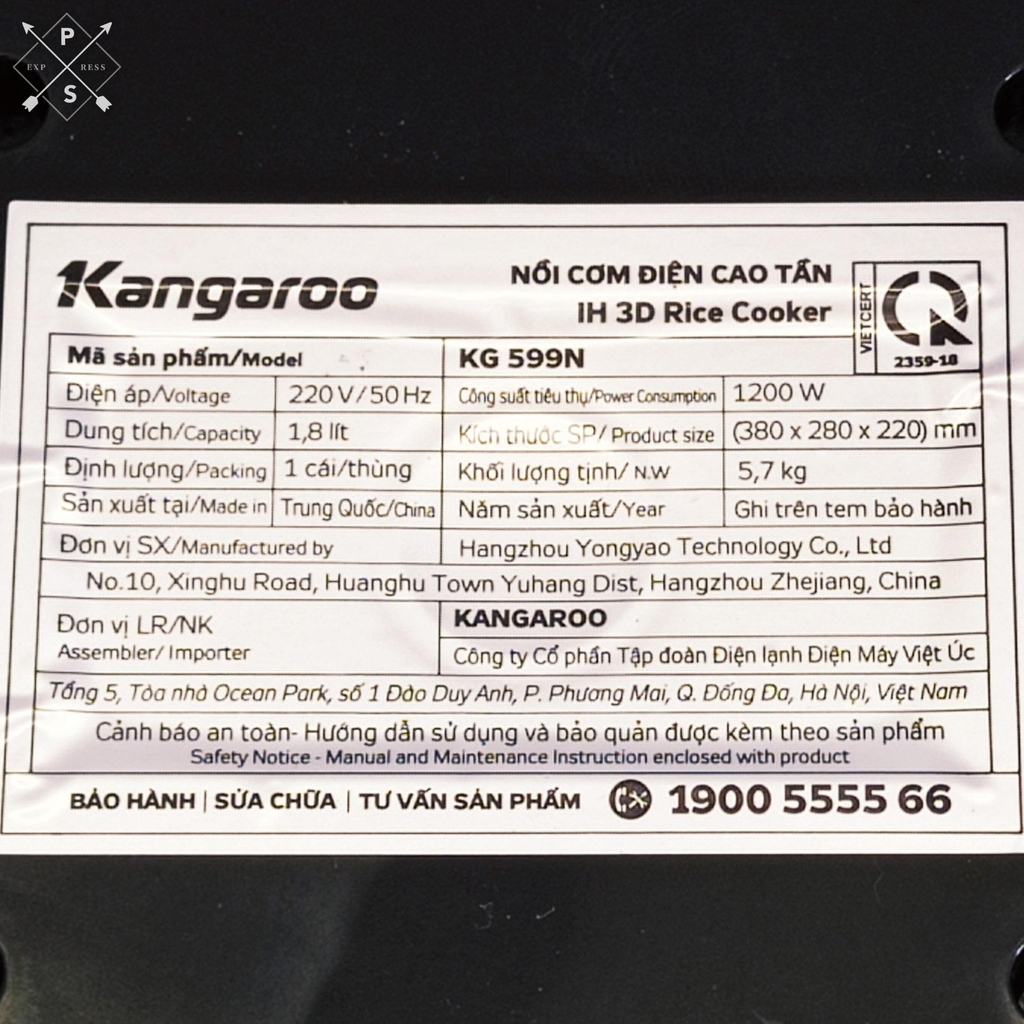 P
EXP RESS
S
Kangaroo
NỒI CƠM ĐIỆN CAO TẦN
IH 3D Rice Cooker
VIETCERT
2359-18
Mã sản phẩm/Model KG 599N
Điện áp/Voltage 220 V/50 Hz Công suất tiêu thụ/Power Consumption 1200 W
Dung tích/Capacity 1,8 lít Kích thước SP/ Product size (380 x 280 x 220) mm
Định lượng/Packing 1 cái/thùng Khối lượng tịnh/ N.W 5,7 kg
Sản xuất tại/Made in Trung Quốc/China Năm sản xuất/Year Ghi trên tem bảo hành
Đơn vị SX/Manufactured by Hangzhou Yongyao Technology Co., Ltd
No.10, Xinghu Road, Huanghu Town Yuhang Dist, Hangzhou Zhejiang, China
Đơn vị LR/NK KANGAROO
Assembler/ Importer Công ty Cổ phần Tập đoàn Điện lạnh Điện Máy Việt Úc
Tầng 5, Tòa nhà Ocean Park, số 1 Đào Duy Anh, P. Phương Mai, Q. Đống Đa, Hà Nội, Việt Nam
Cảnh báo an toàn- Hướng dẫn sử dụng và bảo quản được kèm theo sản phẩm
Safety Notice - Manual and Maintenance Instruction enclosed with product
BẢO HÀNH | SỬA CHỮA | TƯ VẤN SẢN PHẨM 1900 5555 66